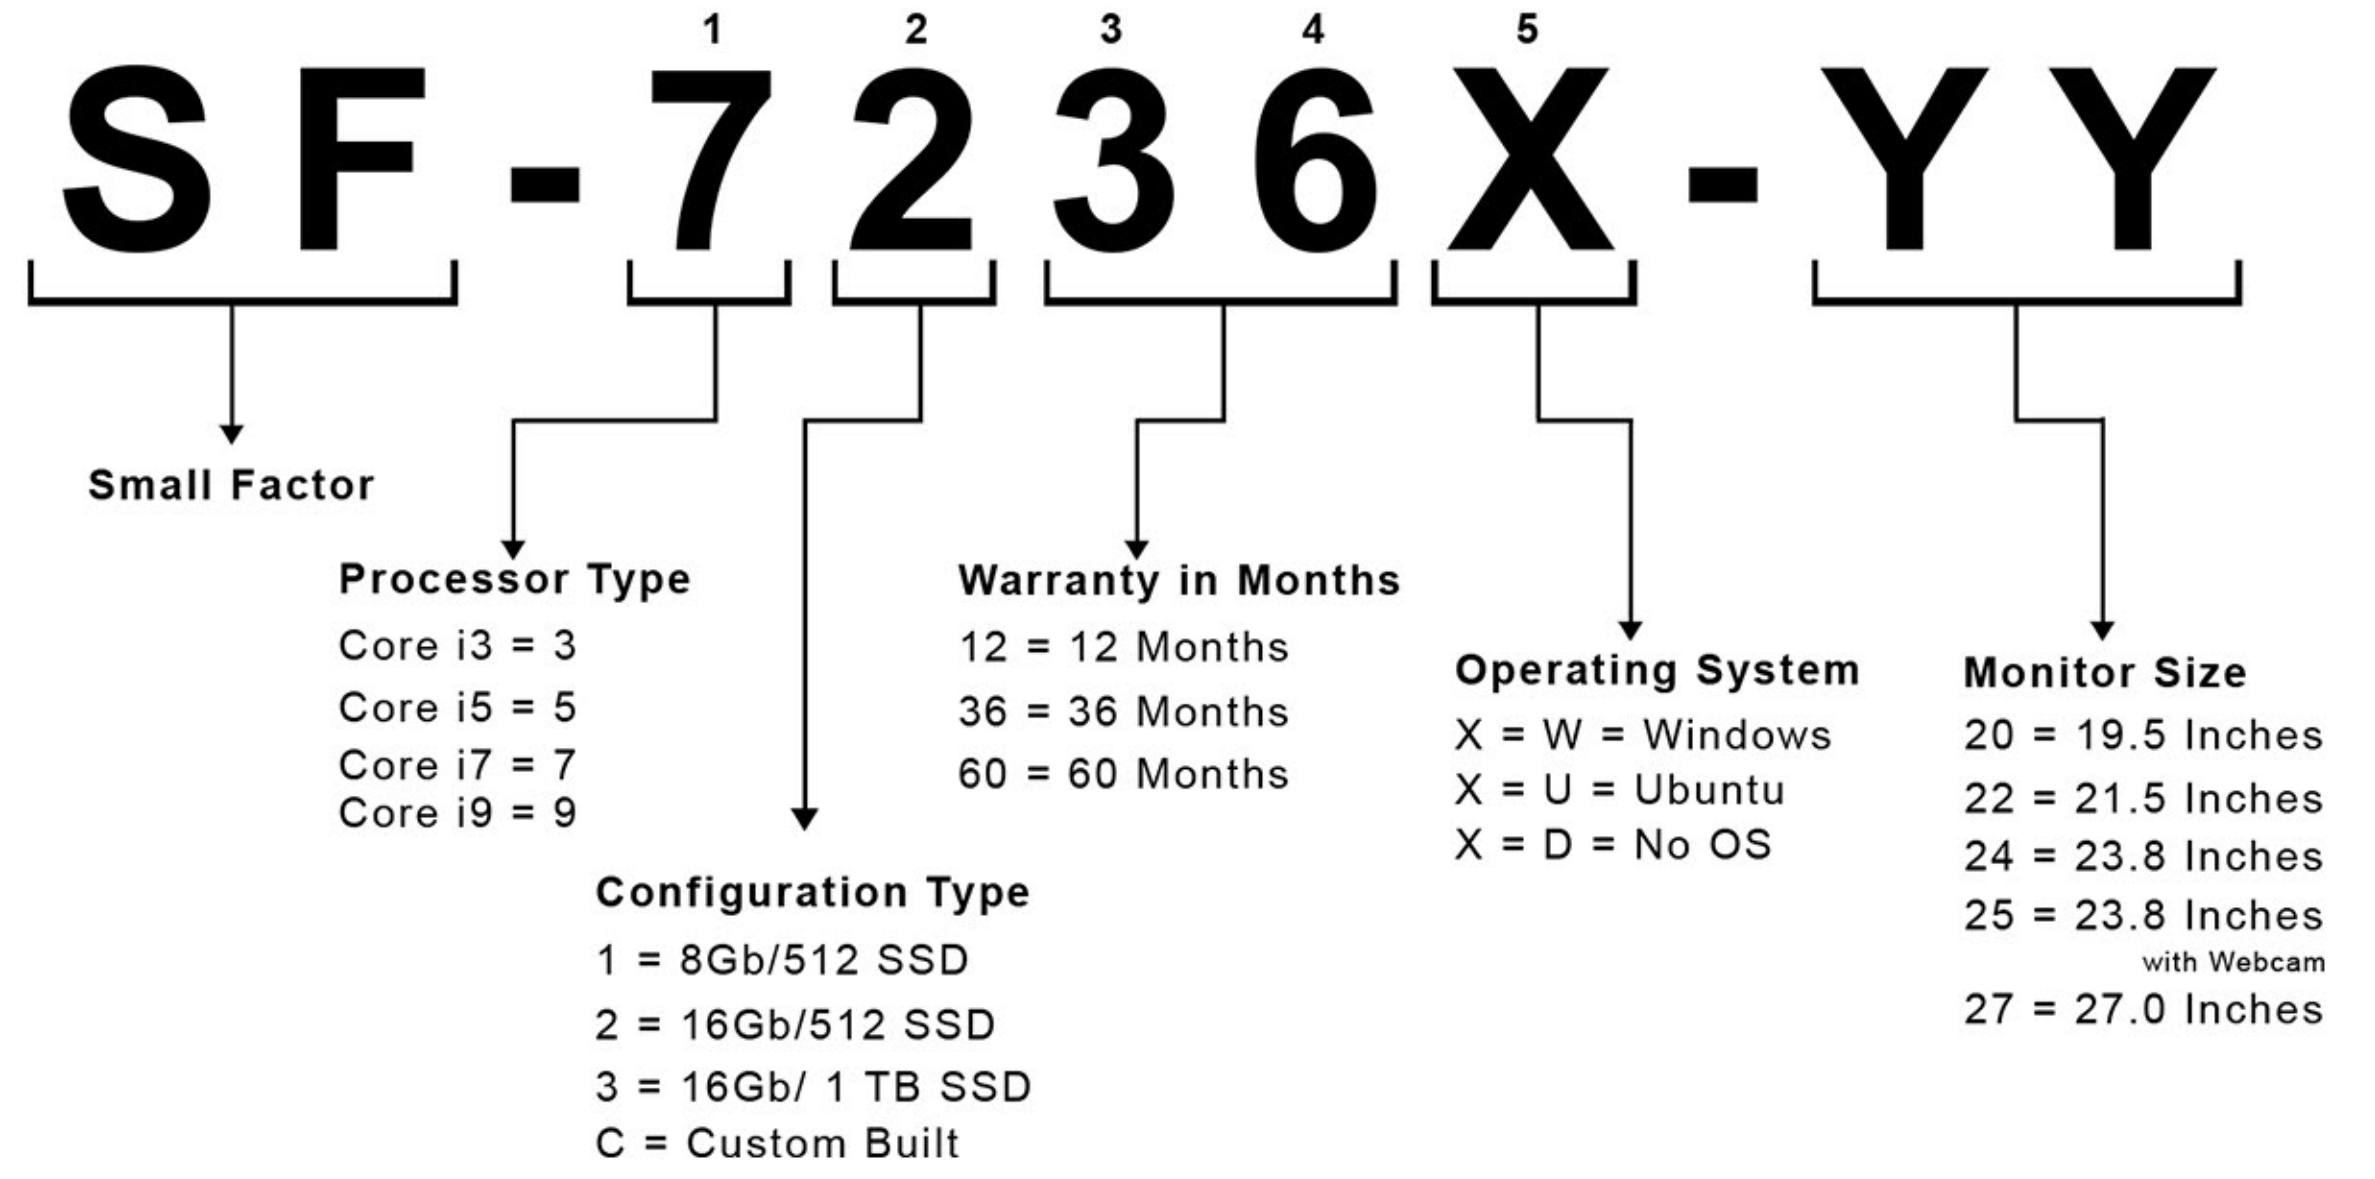 1 2 3 4 5
SF-7236X-YY
Small Factor
Processor Type
Core i3 = 3
Core i5 = 5
Core i7 = 7
Core i9 = 9
Configuration Type
1 = 8Gb/512 SSD
2 = 16Gb/512 SSD
3 = 16Gb/ 1 TB SSD
C = Custom Built
Warranty in Months
12 = 12 Months
36 = 36 Months
60 = 60 Months
Operating System
X = W = Windows
X = U = Ubuntu
X = D = No OS
Monitor Size
20 = 19.5 Inches
22 = 21.5 Inches
24 = 23.8 Inches
25 = 23.8 Inches
with Webcam
27 = 27.0 Inches